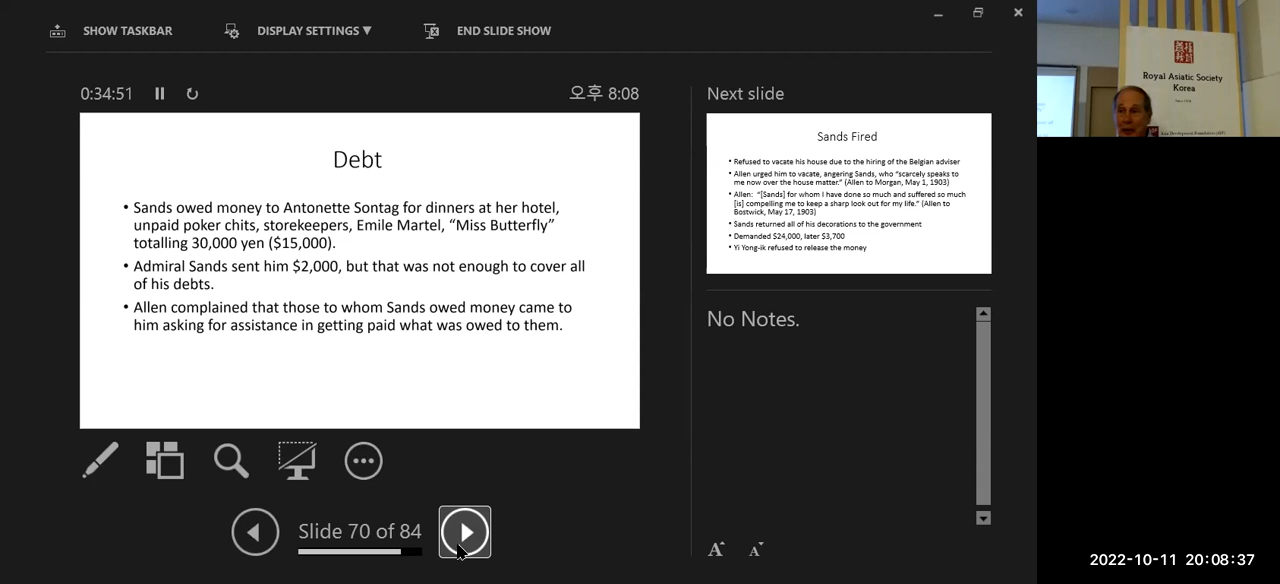 SHOW TASKBAR
DISPLAY SETTINGS ▼
END SLIDE SHOW
0:34:51
오후 8:08
Debt
• Sands owed money to Antonette Sontag for dinners at her hotel,
unpaid poker chits, storekeepers, Emile Martel, “Miss Butterfly”
totalling 30,000 yen ($15,000).
• Admiral Sands sent him $2,000, but that was not enough to cover all
of his debts.
• Allen complained that those to whom Sands owed money came to
him asking for assistance in getting paid what was owed to them.
Slide 70 of 84
Next slide
Sands Fired
• Refused to vacate his house due to the hiring of the Belgian adviser
• Allen urged him to vacate, angering Sands, who “scarcely speaks to
me now over the house matter.” (Allen to Morgan, May 1, 1903)
• Allen: “[Sands] for whom I have done so much and suffered so much
[is] compelling me to keep a sharp look out for my life.” (Allen to
Bostwick, May 17, 1903)
• Sands returned all of his decorations to the government
• Demanded $24,000, later $3,700
• Yi Yong-ik refused to release the money
No Notes.
A A
Royal Asiatic Society
Korea
2022-10-11 20:08:37